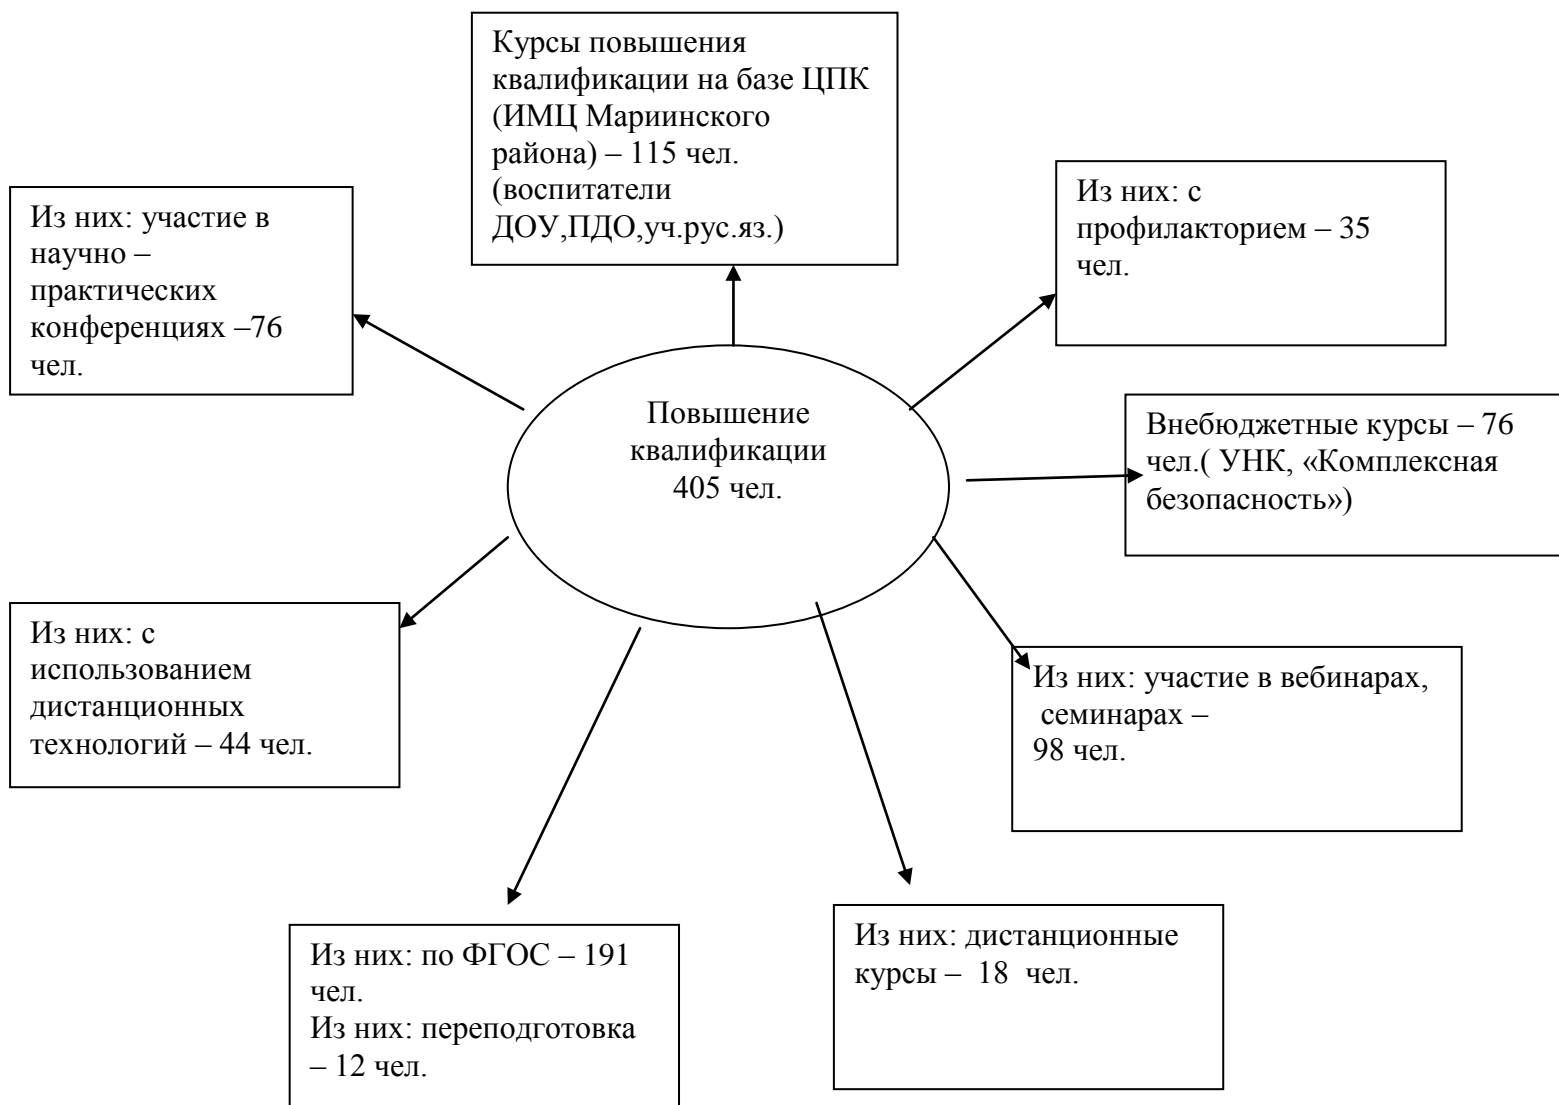 Курсы повышения
квалификации на базе ЦПК
(ИМЦ Мариинского
района) – 115 чел.
(воспитатели
ДОУ,ПДО,уч.рус.яз.)
Из них: с
профилакторием – 35
чел.
Из них: участие в
научно –
практических
конференциях –76
чел.
Повышение
квалификации
405 чел.
Внебюджетные курсы – 76
чел.( УНК, «Комплексная
безопасность»)
Из них: с
использованием
дистанционных
технологий – 44 чел.
Из них: участие в вебинарах,
семинарах –
98 чел.
Из них: по ФГОС – 191
чел.
Из них: переподготовка
– 12 чел.
Из них: дистанционные
курсы –  18  чел.